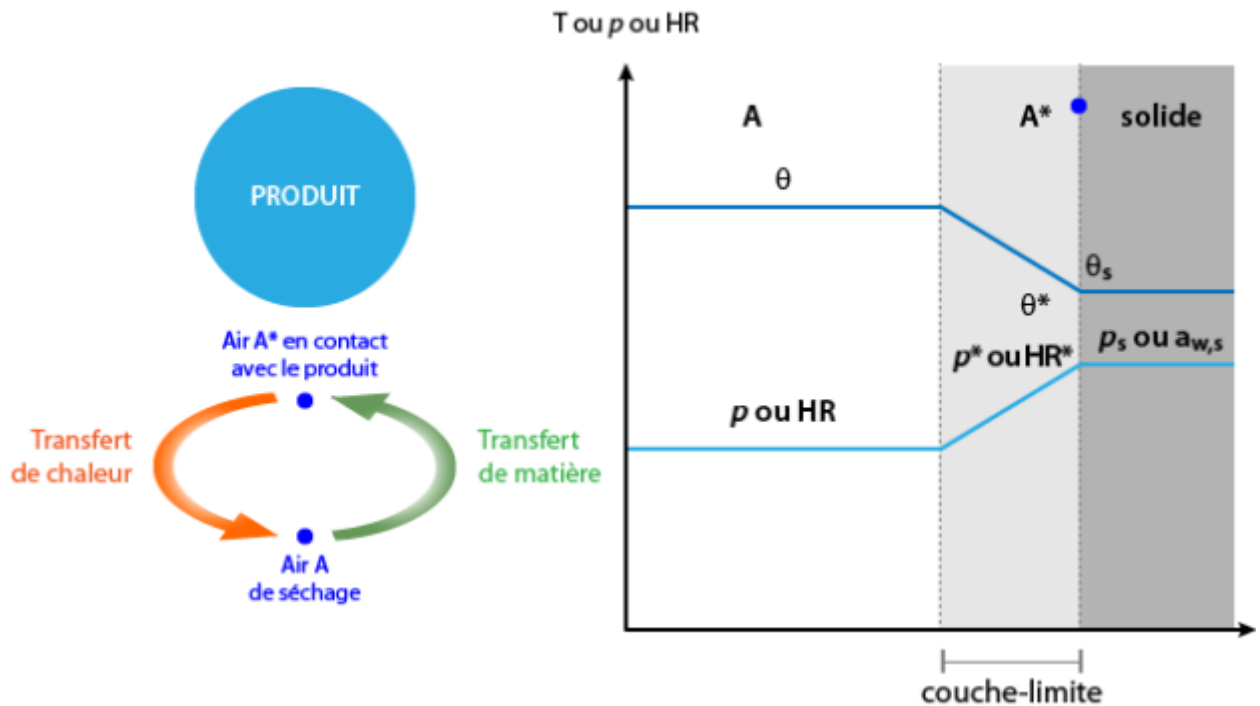 T ou p ou HR
PRODUIT
Air A* en contact
avec le produit
Transfert
de chaleur
Transfert
de matière
Air A
de séchage
A
A*
solide
θ
θs
θ*
p* ou HR*
ps ou aw,s
p ou HR
couche-limite